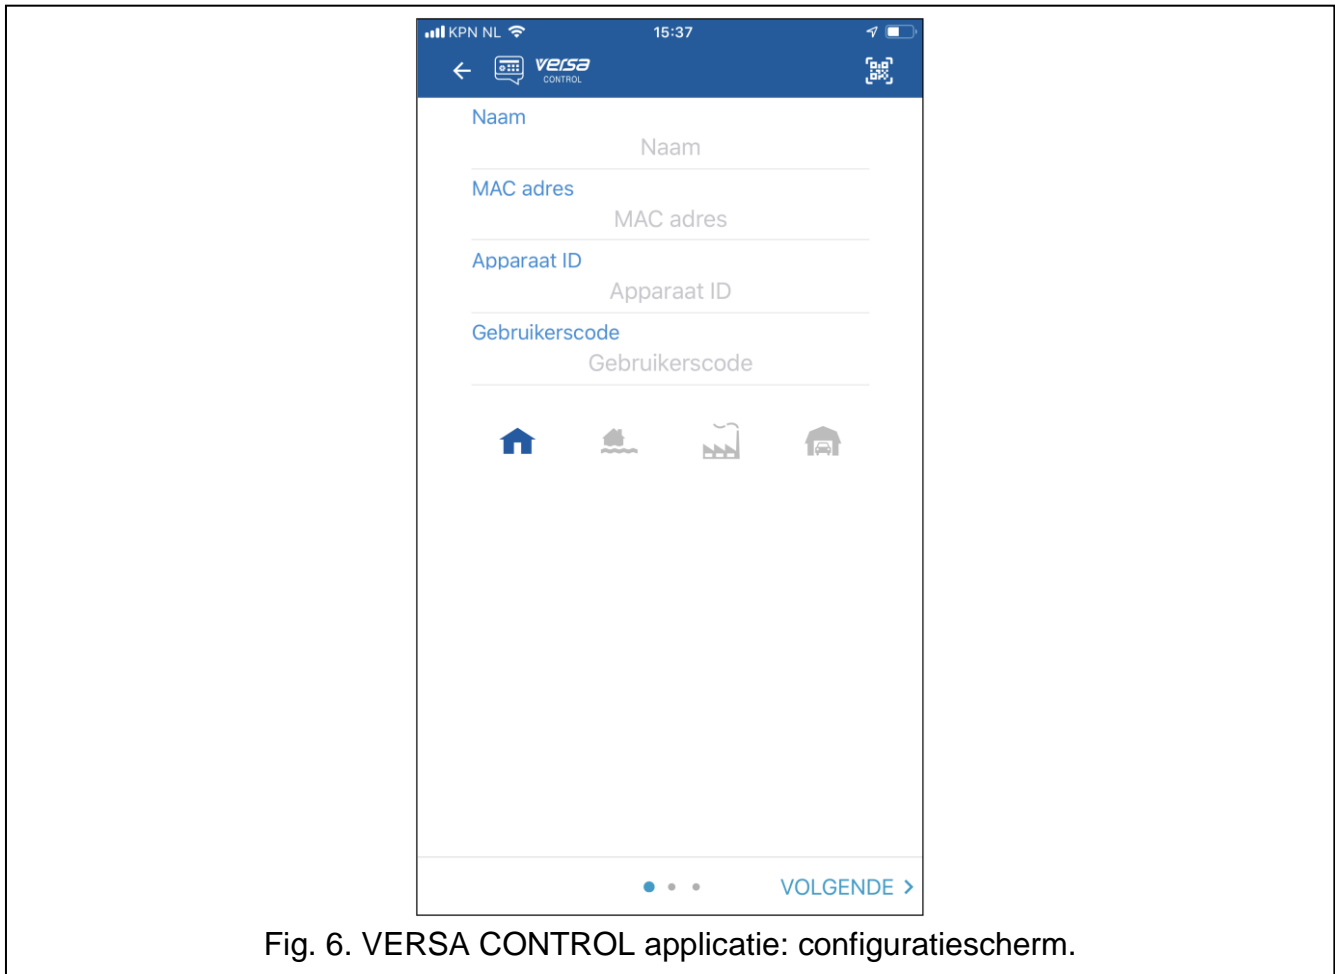 KPN NL 15:37
VERSA
CONTROL
Naam
Naam
MAC adres
MAC adres
Apparaat ID
Apparaat ID
Gebruikerscode
Gebruikerscode
VOLGENDE >
Fig. 6. VERSA CONTROL applicatie: configuratiescherm.